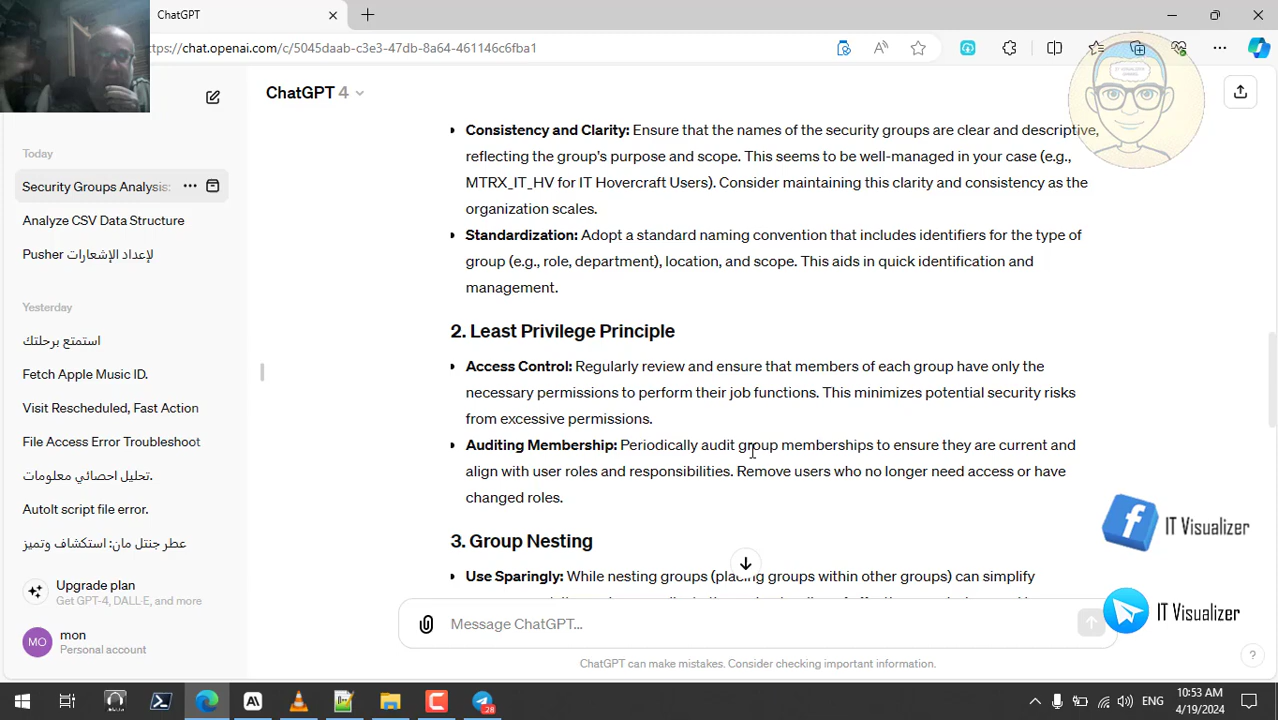 ChatGPT
ttps://chat.openai.com/c/5045daab-c3e3-47db-8a64-461146c6fba1
IT VISUALIZER
ChatGPT 4
Today
Security Groups Analysis:
Analyze CSV Data Structure
Pusher لإعداد الإشعارات
Yesterday
استمتع برحلتك
Fetch Apple Music ID.
Visit Rescheduled, Fast Action
File Access Error Troubleshoot
تحليل احصائي معلومات.
AutoIt script file error.
عطر جنتل مان: استكشاف وتميز
Upgrade plan
Get GPT-4, DALL·E, and more
MO
mon
Personal account
• Consistency and Clarity: Ensure that the names of the security groups are clear and descriptive,
reflecting the group's purpose and scope. This seems to be well-managed in your case (e.g.,
MTRX_IT_HV for IT Hovercraft Users). Consider maintaining this clarity and consistency as the
organization scales.
• Standardization: Adopt a standard naming convention that includes identifiers for the type of
group (e.g., role, department), location, and scope. This aids in quick identification and
management.
2. Least Privilege Principle
• Access Control: Regularly review and ensure that members of each group have only the
necessary permissions to perform their job functions. This minimizes potential security risks
from excessive permissions.
• Auditing Membership: Periodically audit group memberships to ensure they are current and
align with user roles and responsibilities. Remove users who no longer need access or have
changed roles.
3. Group Nesting
• Use Sparingly: While nesting groups (placing groups within other groups) can simplify
Message ChatGPT...
ChatGPT can make mistakes. Consider checking important information.
?
IT Visualizer
IT Visualizer
28
ENG
10:53 AM
4/19/2024